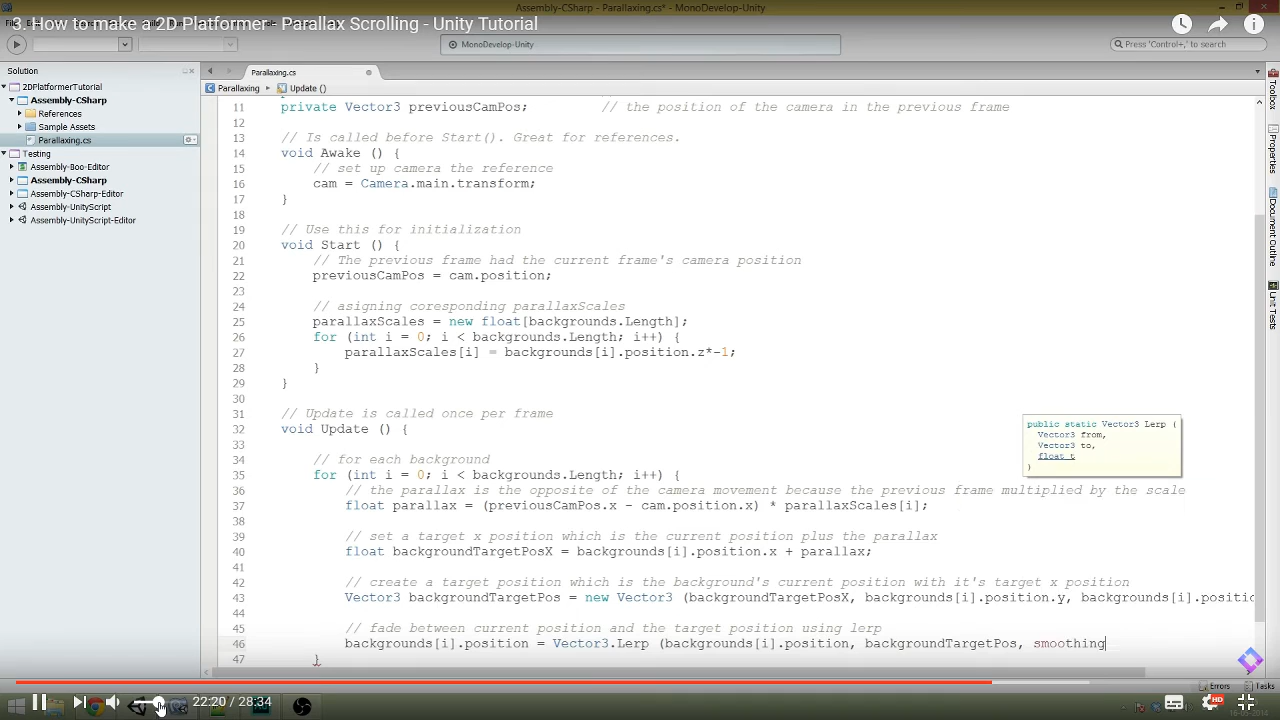 Assembly-CSharp - Parallaxing.cs* - MonoDevelop-Unity
3. How to make a 2D Platformer - Parallax Scrolling - Unity Tutorial
MonoDevelop-Unity
Press 'Control+,' to search
Solution
2DPlatformerTutorial
Assembly-CSharp
References
Sample Assets
Parallaxing.cs
Testing
Assembly-Boo-Editor
Assembly-CSharp
Assembly-CSharp-Editor
Assembly-UnityScript
Assembly-UnityScript-Editor
Parallaxing.cs
Parallaxing Update ()
11 private Vector3 previousCamPos; // the position of the camera in the previous frame
12
13 // Is called before Start(). Great for references.
14 void Awake () {
15 // set up camera the reference
16 cam = Camera.main.transform;
17 }
18
19 // Use this for initialization
20 void Start () {
21 // The previous frame had the current frame's camera position
22 previousCamPos = cam.position;
23
24 // asigning coresponding parallaxScales
25 parallaxScales = new float[backgrounds.Length];
26 for (int i = 0; i < backgrounds.Length; i++) {
27 parallaxScales[i] = backgrounds[i].position.z*-1;
28 }
29 }
30
31 // Update is called once per frame
32 void Update () {
33
34 // for each background
35 for (int i = 0; i < backgrounds.Length; i++) {
36 // the parallax is the opposite of the camera movement because the previous frame multiplied by the scale
37 float parallax = (previousCamPos.x - cam.position.x) * parallaxScales[i];
38
39 // set a target x position which is the current position plus the parallax
40 float backgroundTargetPosX = backgrounds[i].position.x + parallax;
41
42 // create a target position which is the background's current position with it's target x position
43 Vector3 backgroundTargetPos = new Vector3 (backgroundTargetPosX, backgrounds[i].position.y, backgrounds[i].positio
44
45 // fade between current position and the target position using lerp
46 backgrounds[i].position = Vector3.Lerp (backgrounds[i].position, backgroundTargetPos, smoothing
47 }
public static Vector3 Lerp (
Vector3 from,
Vector3 to,
float t
)
Toolbox
Properties
Document Outline
Unit Tests
Errors Tasks
22:20 / 28:34
HD